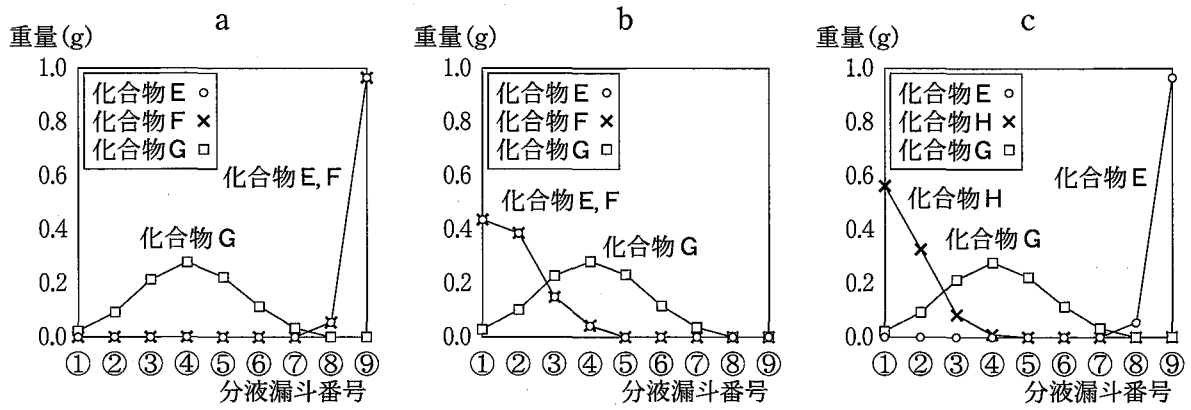 a
重量(g)
1.0
0.8
0.6
0.4
0.2
0.0
化合物E ○
化合物F ×
化合物G □
化合物E, F
化合物G
① ② ③ ④ ⑤ ⑥ ⑦ ⑧ ⑨
分液漏斗番号
b
重量(g)
1.0
0.8
0.6
0.4
0.2
0.0
化合物E ○
化合物F ×
化合物G □
化合物E, F
化合物G
① ② ③ ④ ⑤ ⑥ ⑦ ⑧ ⑨
分液漏斗番号
c
重量(g)
1.0
0.8
0.6
0.4
0.2
0.0
化合物E ○
化合物H ×
化合物G □
化合物E
化合物H
化合物G
① ② ③ ④ ⑤ ⑥ ⑦ ⑧ ⑨
分液漏斗番号